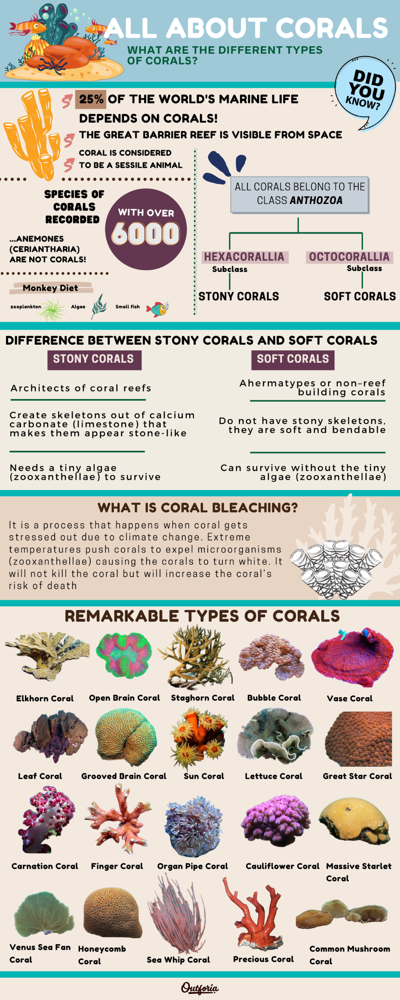 ALL ABOUT CORALS
WHAT ARE THE DIFFERENT TYPES
OF CORALS?
DID
YOU
KNOW?
25% OF THE WORLD'S MARINE LIFE
DEPENDS ON CORALS!
THE GREAT BARRIER REEF IS VISIBLE FROM SPACE
CORAL IS CONSIDERED
TO BE A SESSILE ANIMAL
SPECIES OF
CORALS
RECORDED
WITH OVER
6000
...ANEMONES
(CERIANTHARIA)
ARE NOT CORALS!
Monkey Diet
zooplankton
Algae
Small fish
ALL CORALS BELONG TO THE
CLASS ANTHOZOA
HEXACORALLIA
Subclass
STONY CORALS
OCTOCORALLIA
Subclass
SOFT CORALS
DIFFERENCE BETWEEN STONY CORALS AND SOFT CORALS
STONY CORALS
Architects of coral reefs
Create skeletons out of calcium
carbonate (limestone) that
makes them appear stone-like
Needs a tiny algae
(zooxanthellae) to survive
SOFT CORALS
Ahermatypes or non-reef
building corals
Do not have stony skeletons,
they are soft and bendable
Can survive without the tiny
algae (zooxanthellae)
WHAT IS CORAL BLEACHING?
It is a process that happens when coral gets
stressed out due to climate change. Extreme
temperatures push corals to expel microorganisms
(zooxanthellae) causing the corals to turn white. It
will not kill the coral but will increase the coral's
risk of death
REMARKABLE TYPES OF CORALS
Elkhorn Coral
Open Brain Coral
Staghorn Coral
Bubble Coral
Vase Coral
Leaf Coral
Grooved Brain Coral
Sun Coral
Lettuce Coral
Great Star Coral
Carnation Coral
Finger Coral
Organ Pipe Coral
Cauliflower Coral
Massive Starlet
Coral
Venus Sea Fan
Coral
Honeycomb
Coral
Sea Whip Coral
Precious Coral
Common Mushroom
Coral
Outforia